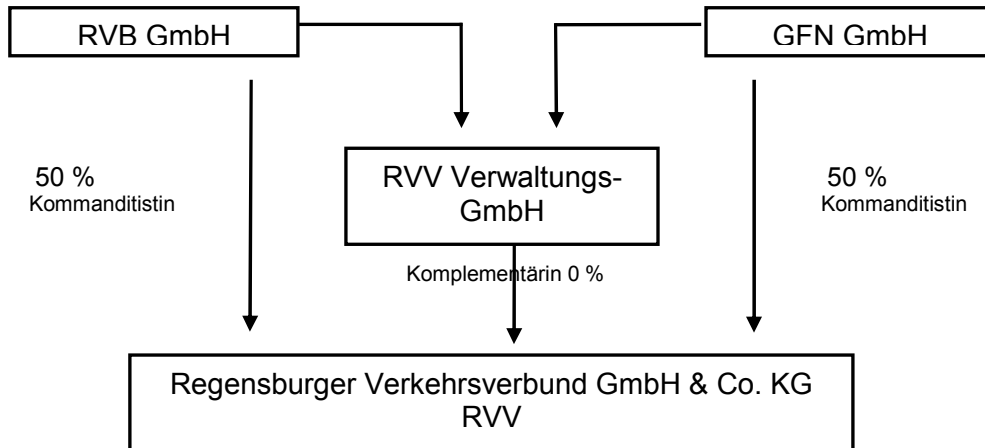 RVB GmbH
GFN GmbH
RVV Verwaltungs-
GmbH
50 %
Kommanditistin
50 %
Kommanditistin
Komplementärin 0 %
Regensburger Verkehrsverbund GmbH & Co. KG
RVV